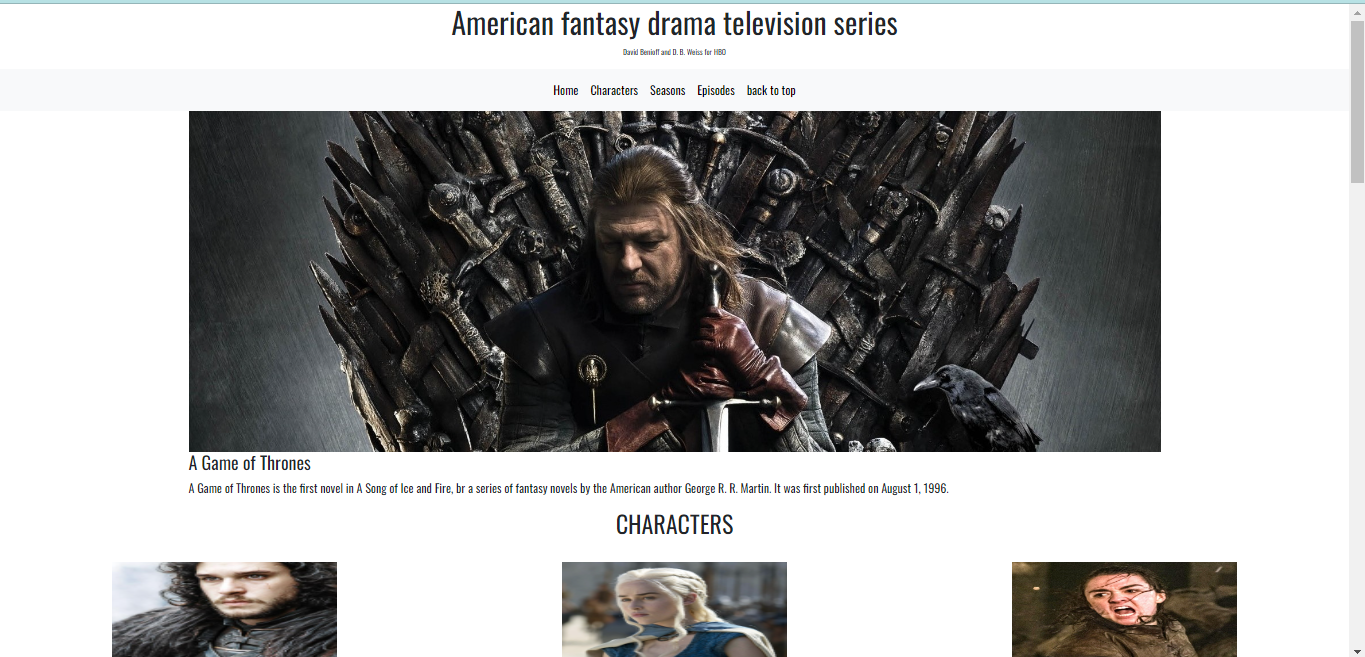 American fantasy drama television series
David Benioff and D. B. Weiss for HBO
Home Characters Seasons Episodes back to top
A Game of Thrones
A Game of Thrones is the first novel in A Song of Ice and Fire, br a series of fantasy novels by the American author George R. R. Martin. It was first published on August 1, 1996.
CHARACTERS